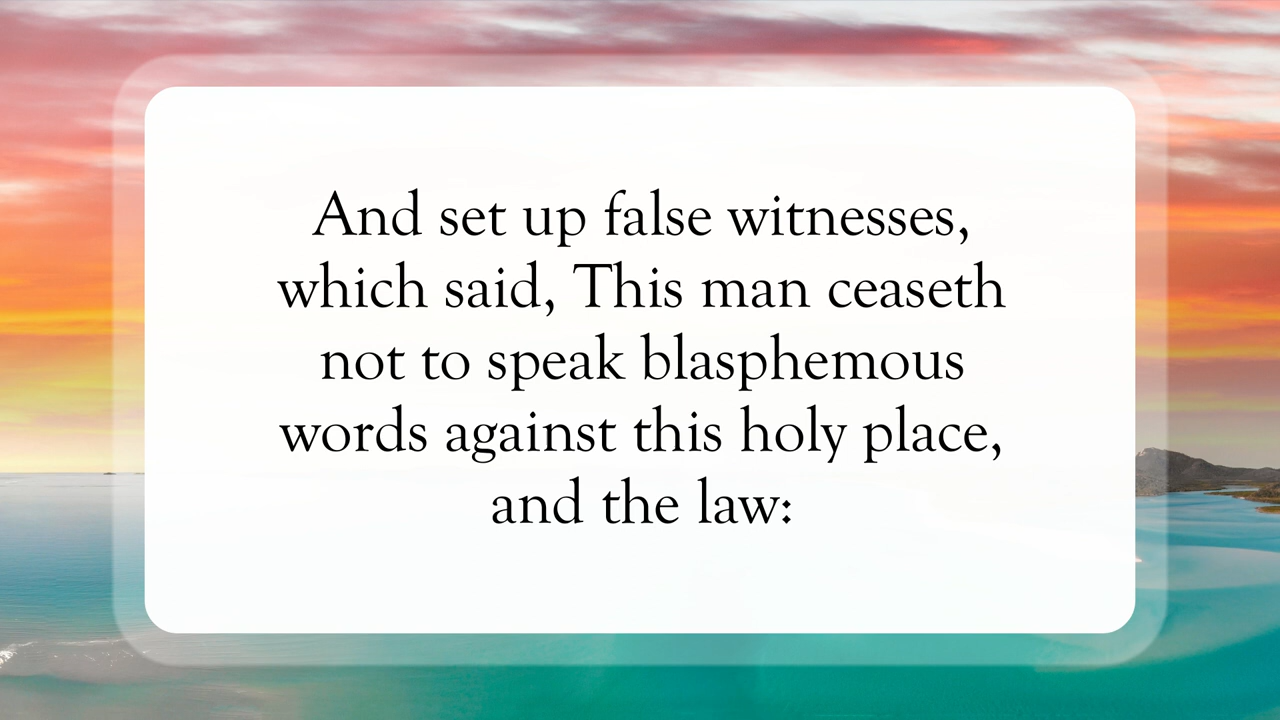 And set up false witnesses,
which said, This man ceaseth
not to speak blasphemous
words against this holy place,
and the law: